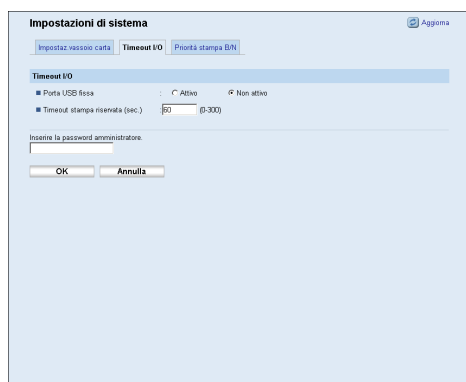 Impostazioni di sistema
Aggiorna
Impostaz.vassoio carta Timeout I/O Priorità stampa B/N
Timeout I/O
Porta USB fissa : Attivo Non attivo
Timeout stampa riservata (sec.) :60 (0-300)
Inserire la password amministratore.
OK Annulla